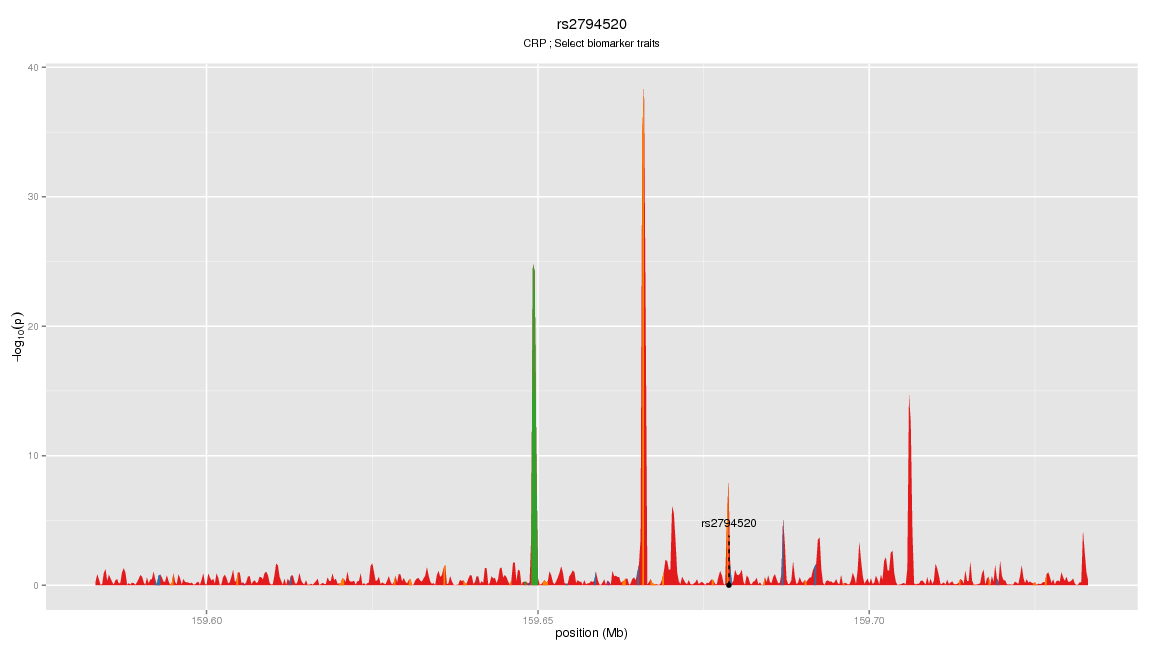 rs2794520
CRP ; Select biomarker traits
40
30
20
10
0
−log10(p)
rs2794520
159.60
159.65
159.70
position (Mb)